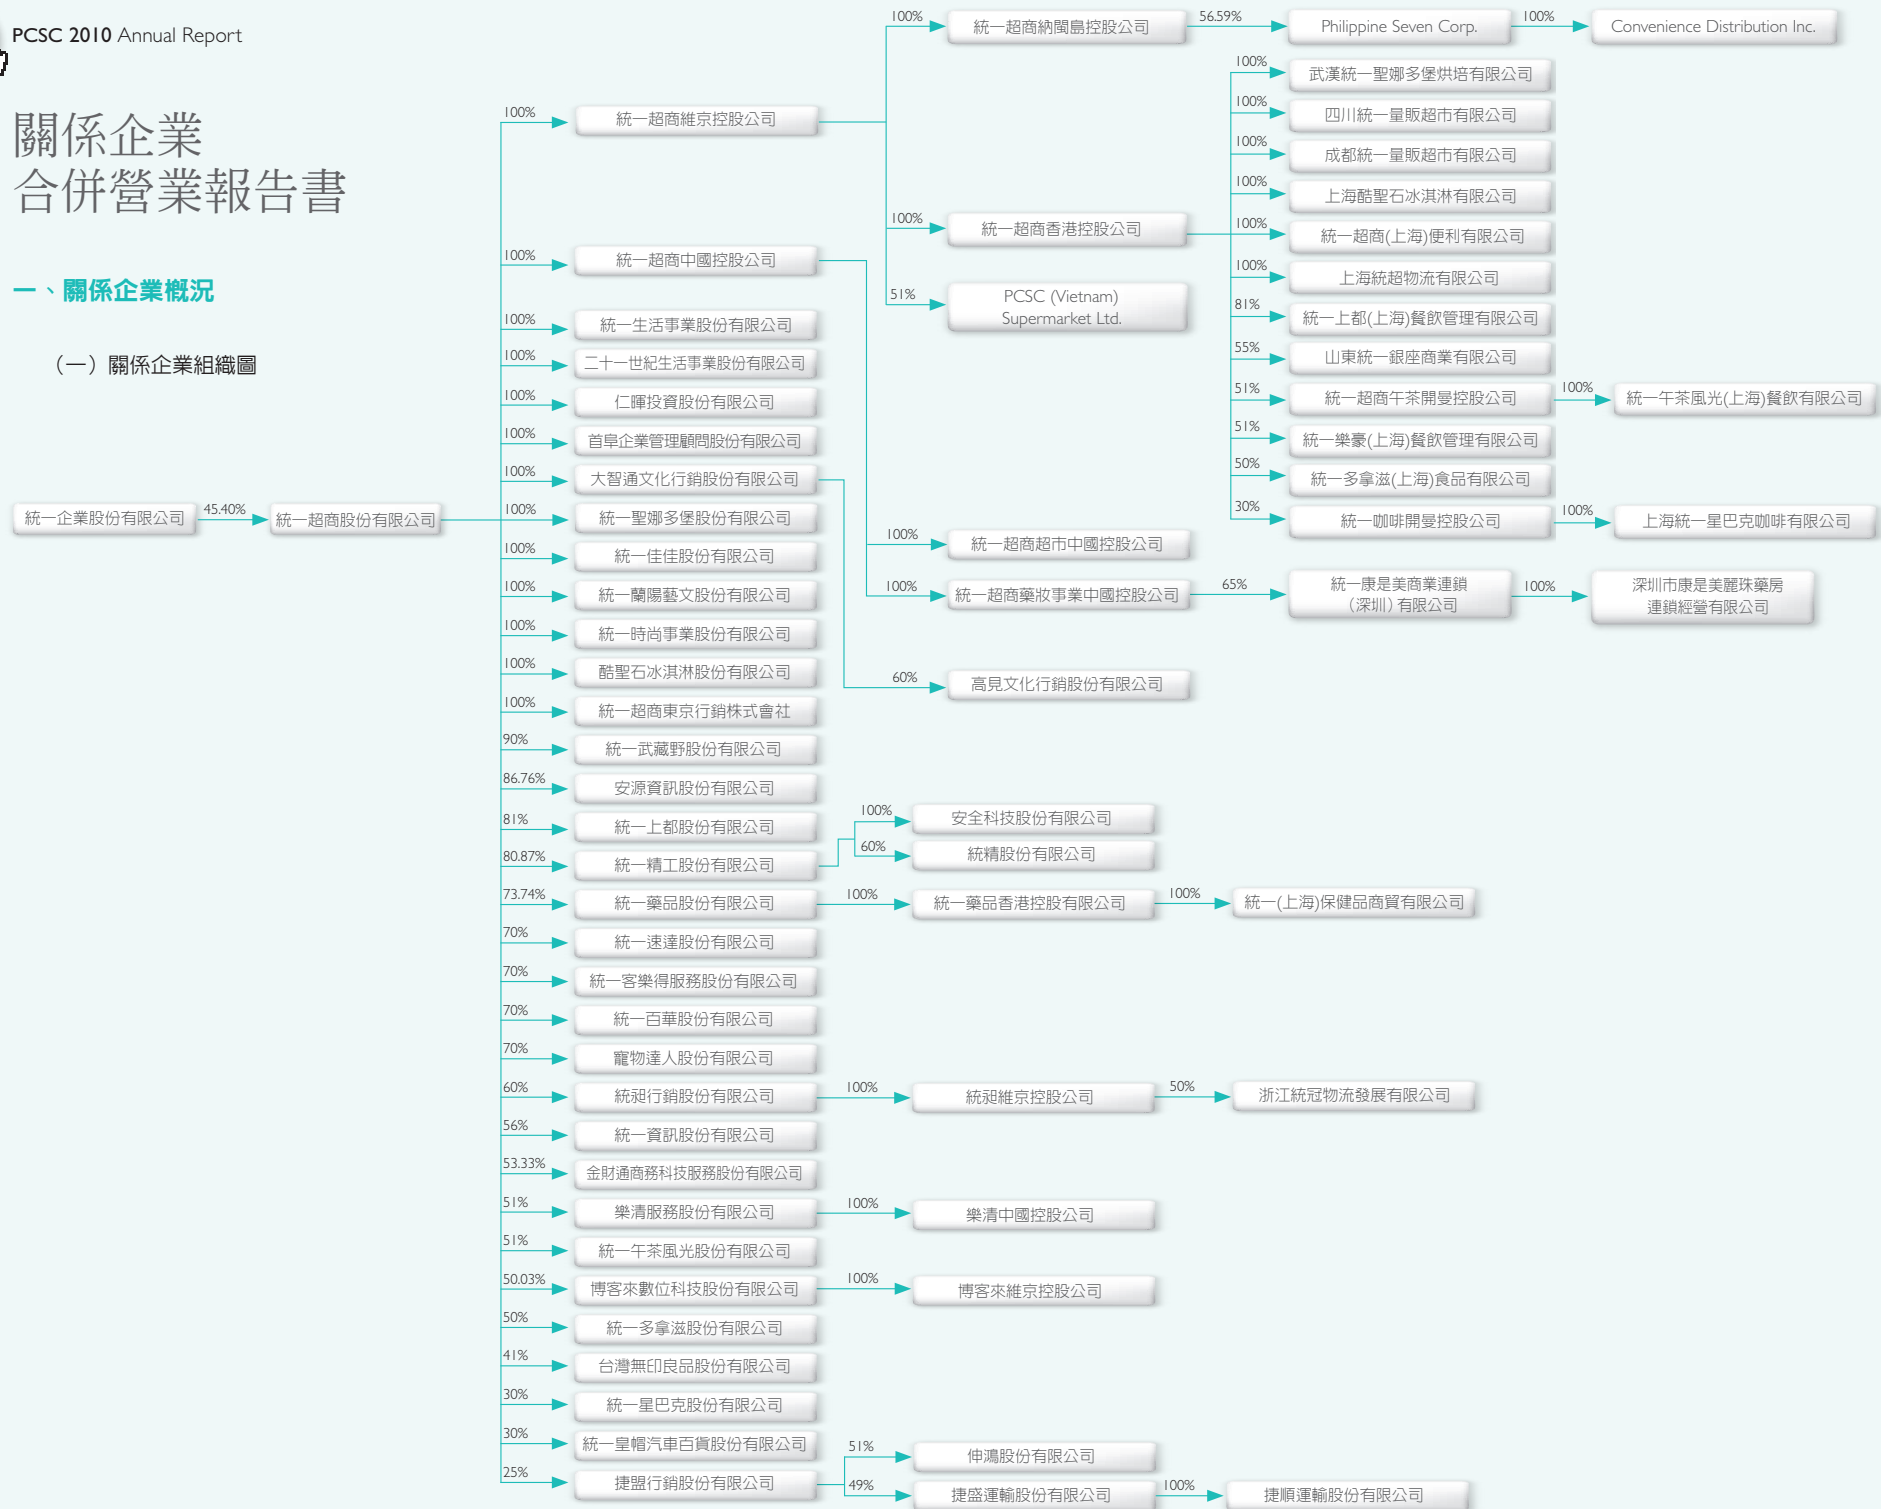 PCSC 2010 Annual Report
關係企業
合併營業報告書
一、關係企業概況
（一）關係企業組織圖
統一企業股份有限公司
45.40%
統一超商股份有限公司
100%
統一超商維京控股公司
100%
統一超商中國控股公司
100%
統一生活事業股份有限公司
100%
二十一世紀生活事業股份有限公司
100%
仁暉投資股份有限公司
100%
首阜企業管理顧問股份有限公司
100%
大智通文化行銷股份有限公司
100%
統一聖娜多堡股份有限公司
100%
統一佳佳股份有限公司
100%
統一蘭陽藝文股份有限公司
100%
統一時尚事業股份有限公司
100%
酷聖石冰淇淋股份有限公司
100%
統一超商東京行銷株式會社
90%
統一武藏野股份有限公司
86.76%
安源資訊股份有限公司
81%
統一上都股份有限公司
80.87%
統一精工股份有限公司
73.74%
統一藥品股份有限公司
70%
統一速達股份有限公司
70%
統一客樂得服務股份有限公司
70%
統一百華股份有限公司
70%
寵物達人股份有限公司
60%
統昶行銷股份有限公司
56%
統一資訊股份有限公司
53.33%
金財通商務科技服務股份有限公司
51%
樂清服務股份有限公司
51%
統一午茶風光股份有限公司
50.03%
博客來數位科技股份有限公司
50%
統一多拿滋股份有限公司
41%
台灣無印良品股份有限公司
30%
統一星巴克股份有限公司
30%
統一皇帽汽車百貨股份有限公司
25%
捷盟行銷股份有限公司
100%
統一超商納閩島控股公司
56.59%
Philippine Seven Corp.
100%
Convenience Distribution Inc.
100%
統一超商香港控股公司
51%
PCSC (Vietnam)
Supermarket Ltd.
100%
武漢統一聖娜多堡烘培有限公司
100%
四川統一量販超市有限公司
100%
成都統一量販超市有限公司
100%
上海酷聖石冰淇淋有限公司
100%
統一超商(上海)便利有限公司
100%
上海統超物流有限公司
81%
統一上都(上海)餐飲管理有限公司
55%
山東統一銀座商業有限公司
51%
統一超商午茶開曼控股公司
100%
統一午茶風光(上海)餐飲有限公司
51%
統一樂豪(上海)餐飲管理有限公司
50%
統一多拿滋(上海)食品有限公司
30%
統一咖啡開曼控股公司
100%
上海統一星巴克咖啡有限公司
100%
統一超商超市中國控股公司
100%
統一超商藥妝事業中國控股公司
65%
統一康是美商業連鎖
（深圳）有限公司
100%
深圳市康是美麗珠藥房
連鎖經營有限公司
60%
高見文化行銷股份有限公司
100%
安全科技股份有限公司
60%
統精股份有限公司
100%
統一藥品香港控股有限公司
100%
統一(上海)保健品商貿有限公司
100%
統昶維京控股公司
50%
浙江統冠物流發展有限公司
100%
樂清中國控股公司
100%
博客來維京控股公司
51%
伸鴻股份有限公司
49%
捷盛運輸股份有限公司
100%
捷順運輸股份有限公司